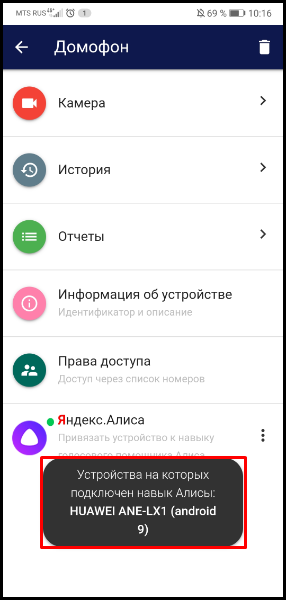 MTS RUS 1 69 % 10:16
Домофон
Камера
История
Отчеты
Информация об устройстве
Идентификатор и описание
Права доступа
Доступ через список номеров
Яндекс.Алиса
Привязать устройство к навыку
голосового помощника Алиса
Устройства на которых
подключен навык Алисы:
HUAWEI ANE-LX1 (android
9)